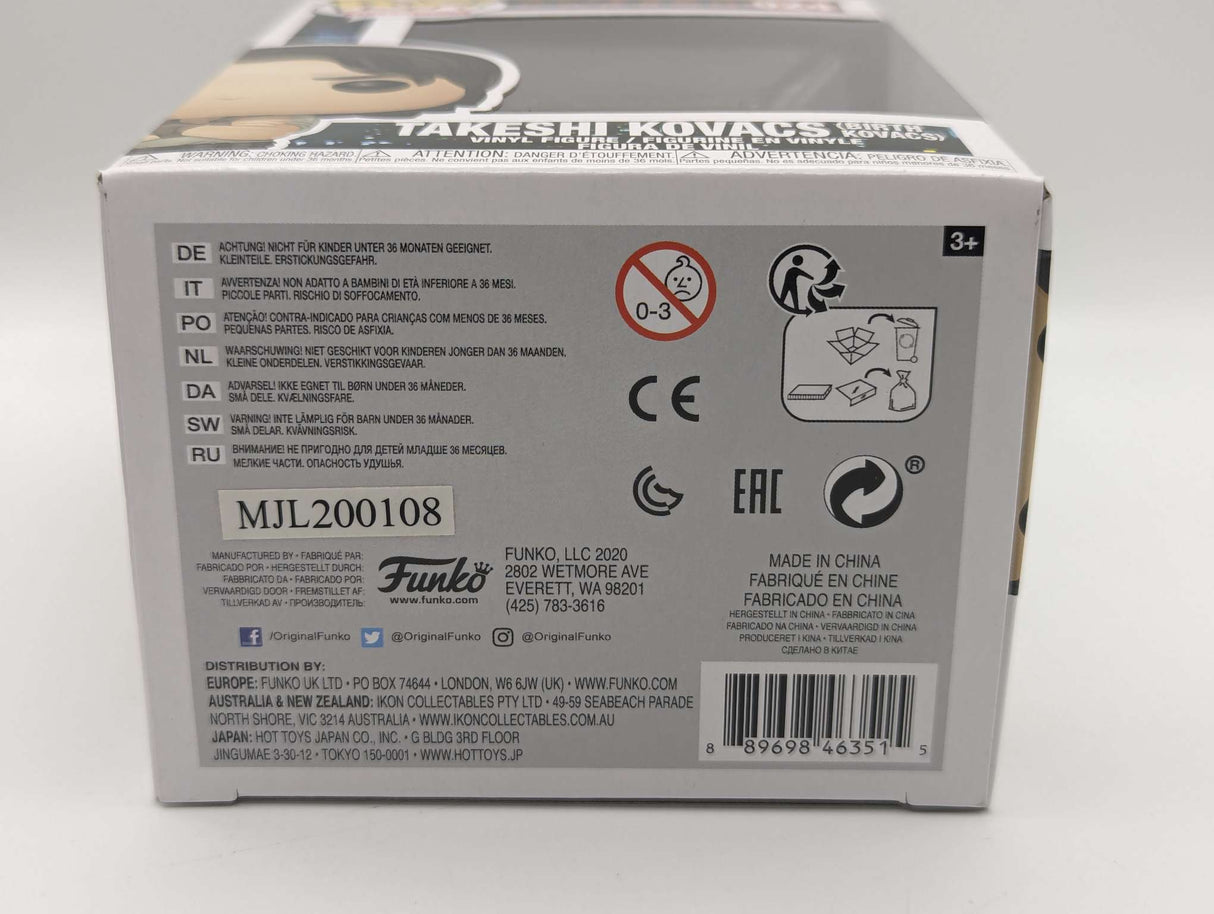 TAKESHI KOVACS (BIRTH KOVACS)
VINYL FIGURE / FIGURINE EN VINYLE
FIGURA DE VINIL
WARNING: CHOKING HAZARD. ATTENTION: DANGER D'ÉTOUFFEMENT. ADVERTENCIA: PELIGRO DE ASFIXIA
3+
DE ACHTUNG! NICHT FÜR KINDER UNTER 36 MONATEN GEEIGNET.
KLEINTEILE. ERSTICKUNGSGEFAHR.
IT AVVERTENZA! NON ADATTO A BAMBINI DI ETÀ INFERIORE A 36 MESI.
PICCOLE PARTI. RISCHIO DI SOFFOCAMENTO.
PO ATENÇÃO! CONTRA-INDICADO PARA CRIANÇAS COM MENOS DE 36 MESES.
PEQUENAS PARTES. RISCO DE ASFIXIA.
NL WAARSCHUWING! NIET GESCHIKT VOOR KINDEREN JONGER DAN 36 MAANDEN.
KLEINE ONDERDELEN. VERSTIKKINGSGEVAAR.
DA ADVARSEL! IKKE EGNET TIL BØRN UNDER 36 MÅNEDER.
SMÅ DELE. KVÆLNINGSFARE.
SW VARNING! INTE LÄMPLIG FÖR BARN UNDER 36 MÅNADER.
SMÅ DELAR. KVÄVNINGSRISK.
RU ВНИМАНИЕ! НЕ ПРИГОДНО ДЛЯ ДЕТЕЙ МЛАДШЕ 36 МЕСЯЦЕВ.
МЕЛКИЕ ЧАСТИ. ОПАСНОСТЬ УДУШЬЯ.
0-3
CE
EAC
®
MJL200108
MANUFACTURED BY • FABRIQUÉ PAR:
FABRICADO POR • HERGESTELLT DURCH:
FABBRICATO DA • FABRICADO POR:
VERVAARDIGD DOOR • FREMSTILLET AF:
TILLVERKAD AV • ПРОИЗВОДИТЕЛЬ:
Funko
www.funko.com
FUNKO, LLC 2020
2802 WETMORE AVE
EVERETT, WA 98201
(425) 783-3616
/OriginalFunko @OriginalFunko @OriginalFunko
MADE IN CHINA
FABRIQUÉ EN CHINE
FABRICADO EN CHINA
HERGESTELLT IN CHINA • FABBRICATO IN CINA
FABRICADO NA CHINA • VERVAARDIGD IN CHINA
PRODUCERET I KINA • TILLVERKAD I KINA
СДЕЛАНО В КИТАЕ
DISTRIBUTION BY:
EUROPE: FUNKO UK LTD • PO BOX 74644 • LONDON, W6 6JW (UK) • WWW.FUNKO.COM
AUSTRALIA & NEW ZEALAND: IKON COLLECTABLES PTY LTD • 49-59 SEABEACH PARADE
NORTH SHORE, VIC 3214 AUSTRALIA • WWW.IKONCOLLECTABLES.COM.AU
JAPAN: HOT TOYS JAPAN CO., INC. • G BLDG 3RD FLOOR
JINGUMAE 3-30-12 • TOKYO 150-0001 • WWW.HOTTOYS.JP
8 89698 46351 5